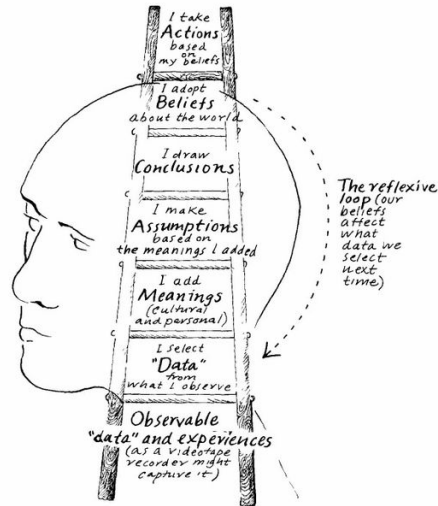 I take
Actions
based
on
my beliefs
I adopt
Beliefs
about the world
I draw
Conclusions
I make
Assumptions
based on
the meanings I added
I add
Meanings
(cultural
and personal)
I select
"Data"
from
what I observe
Observable
"data" and experiences
(as a videotape
recorder might
capture it)
The reflexive
loop (our
beliefs
affect
what
data we
select
next
time)